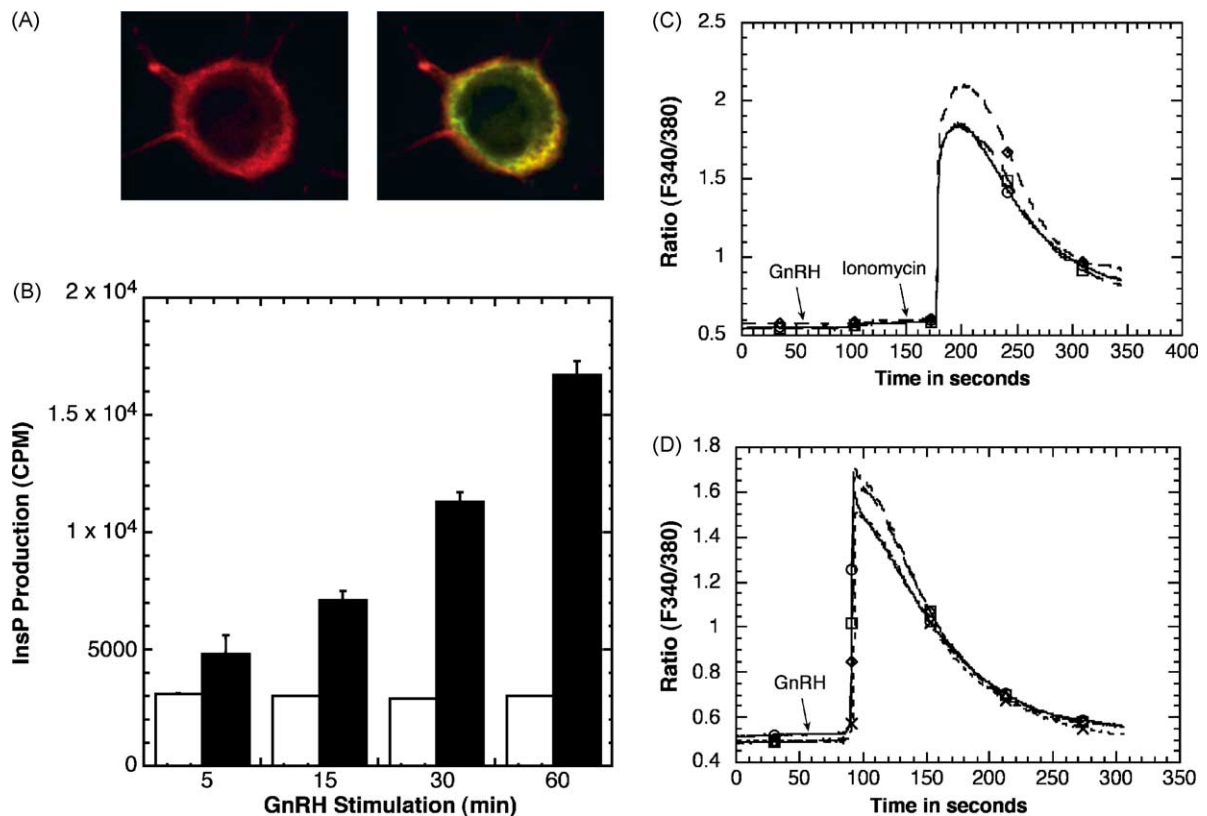 (A)
(B)
2 x 10⁴
1.5 x 10⁴
1 x 10⁴
5000
0
InsP Production (CPM)
5 15 30 60
GnRH Stimulation (min)
(C)
2.5
2
1.5
1
0.5
Ratio (F340/380)
GnRH
Ionomycin
0 50 100 150 200 250 300 350 400
Time in seconds
(D)
1.8
1.6
1.4
1.2
1
0.8
0.6
0.4
Ratio (F340/380)
GnRH
0 50 100 150 200 250 300 350
Time in seconds